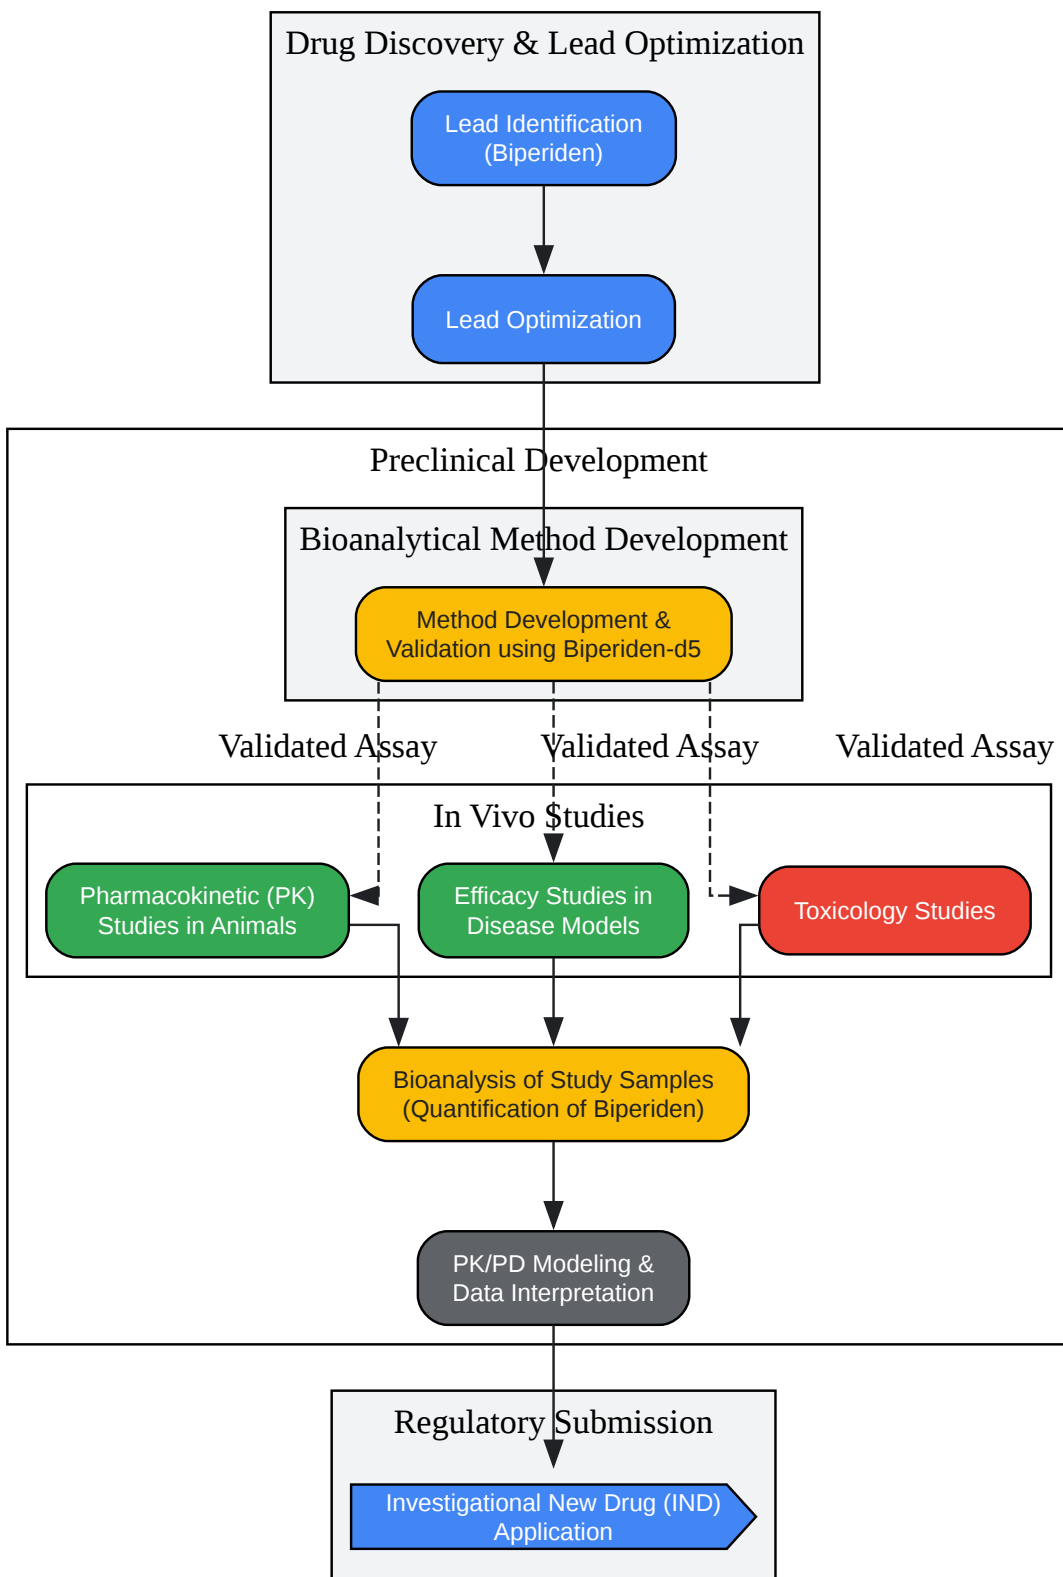 Drug Discovery & Lead Optimization
Lead Identification
(Biperiden)
Lead Optimization
Preclinical Development
Bioanalytical Method Development
Method Development &
Validation using Biperiden-d5
Validated Assay
Validated Assay
Validated Assay
In Vivo Studies
Pharmacokinetic (PK)
Studies in Animals
Efficacy Studies in
Disease Models
Toxicology Studies
Bioanalysis of Study Samples
(Quantification of Biperiden)
PK/PD Modeling &
Data Interpretation
Regulatory Submission
Investigational New Drug (IND)
Application